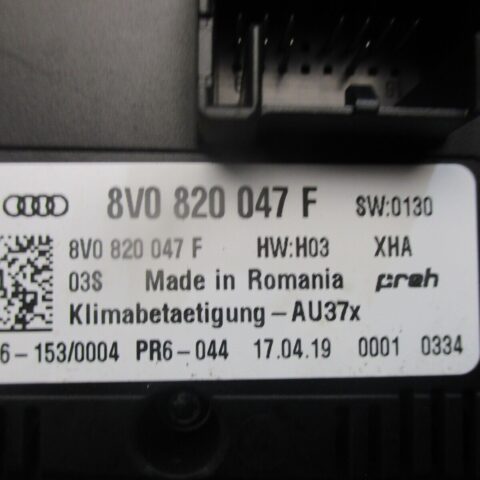 8V0 820 047 F SW:0130
8V0 820 047 F HW:H03 XHA
03S Made in Romania preh
Klimabetaetigung-AU37x
6-153/0004 PR6-044 17.04.19 0001 0334